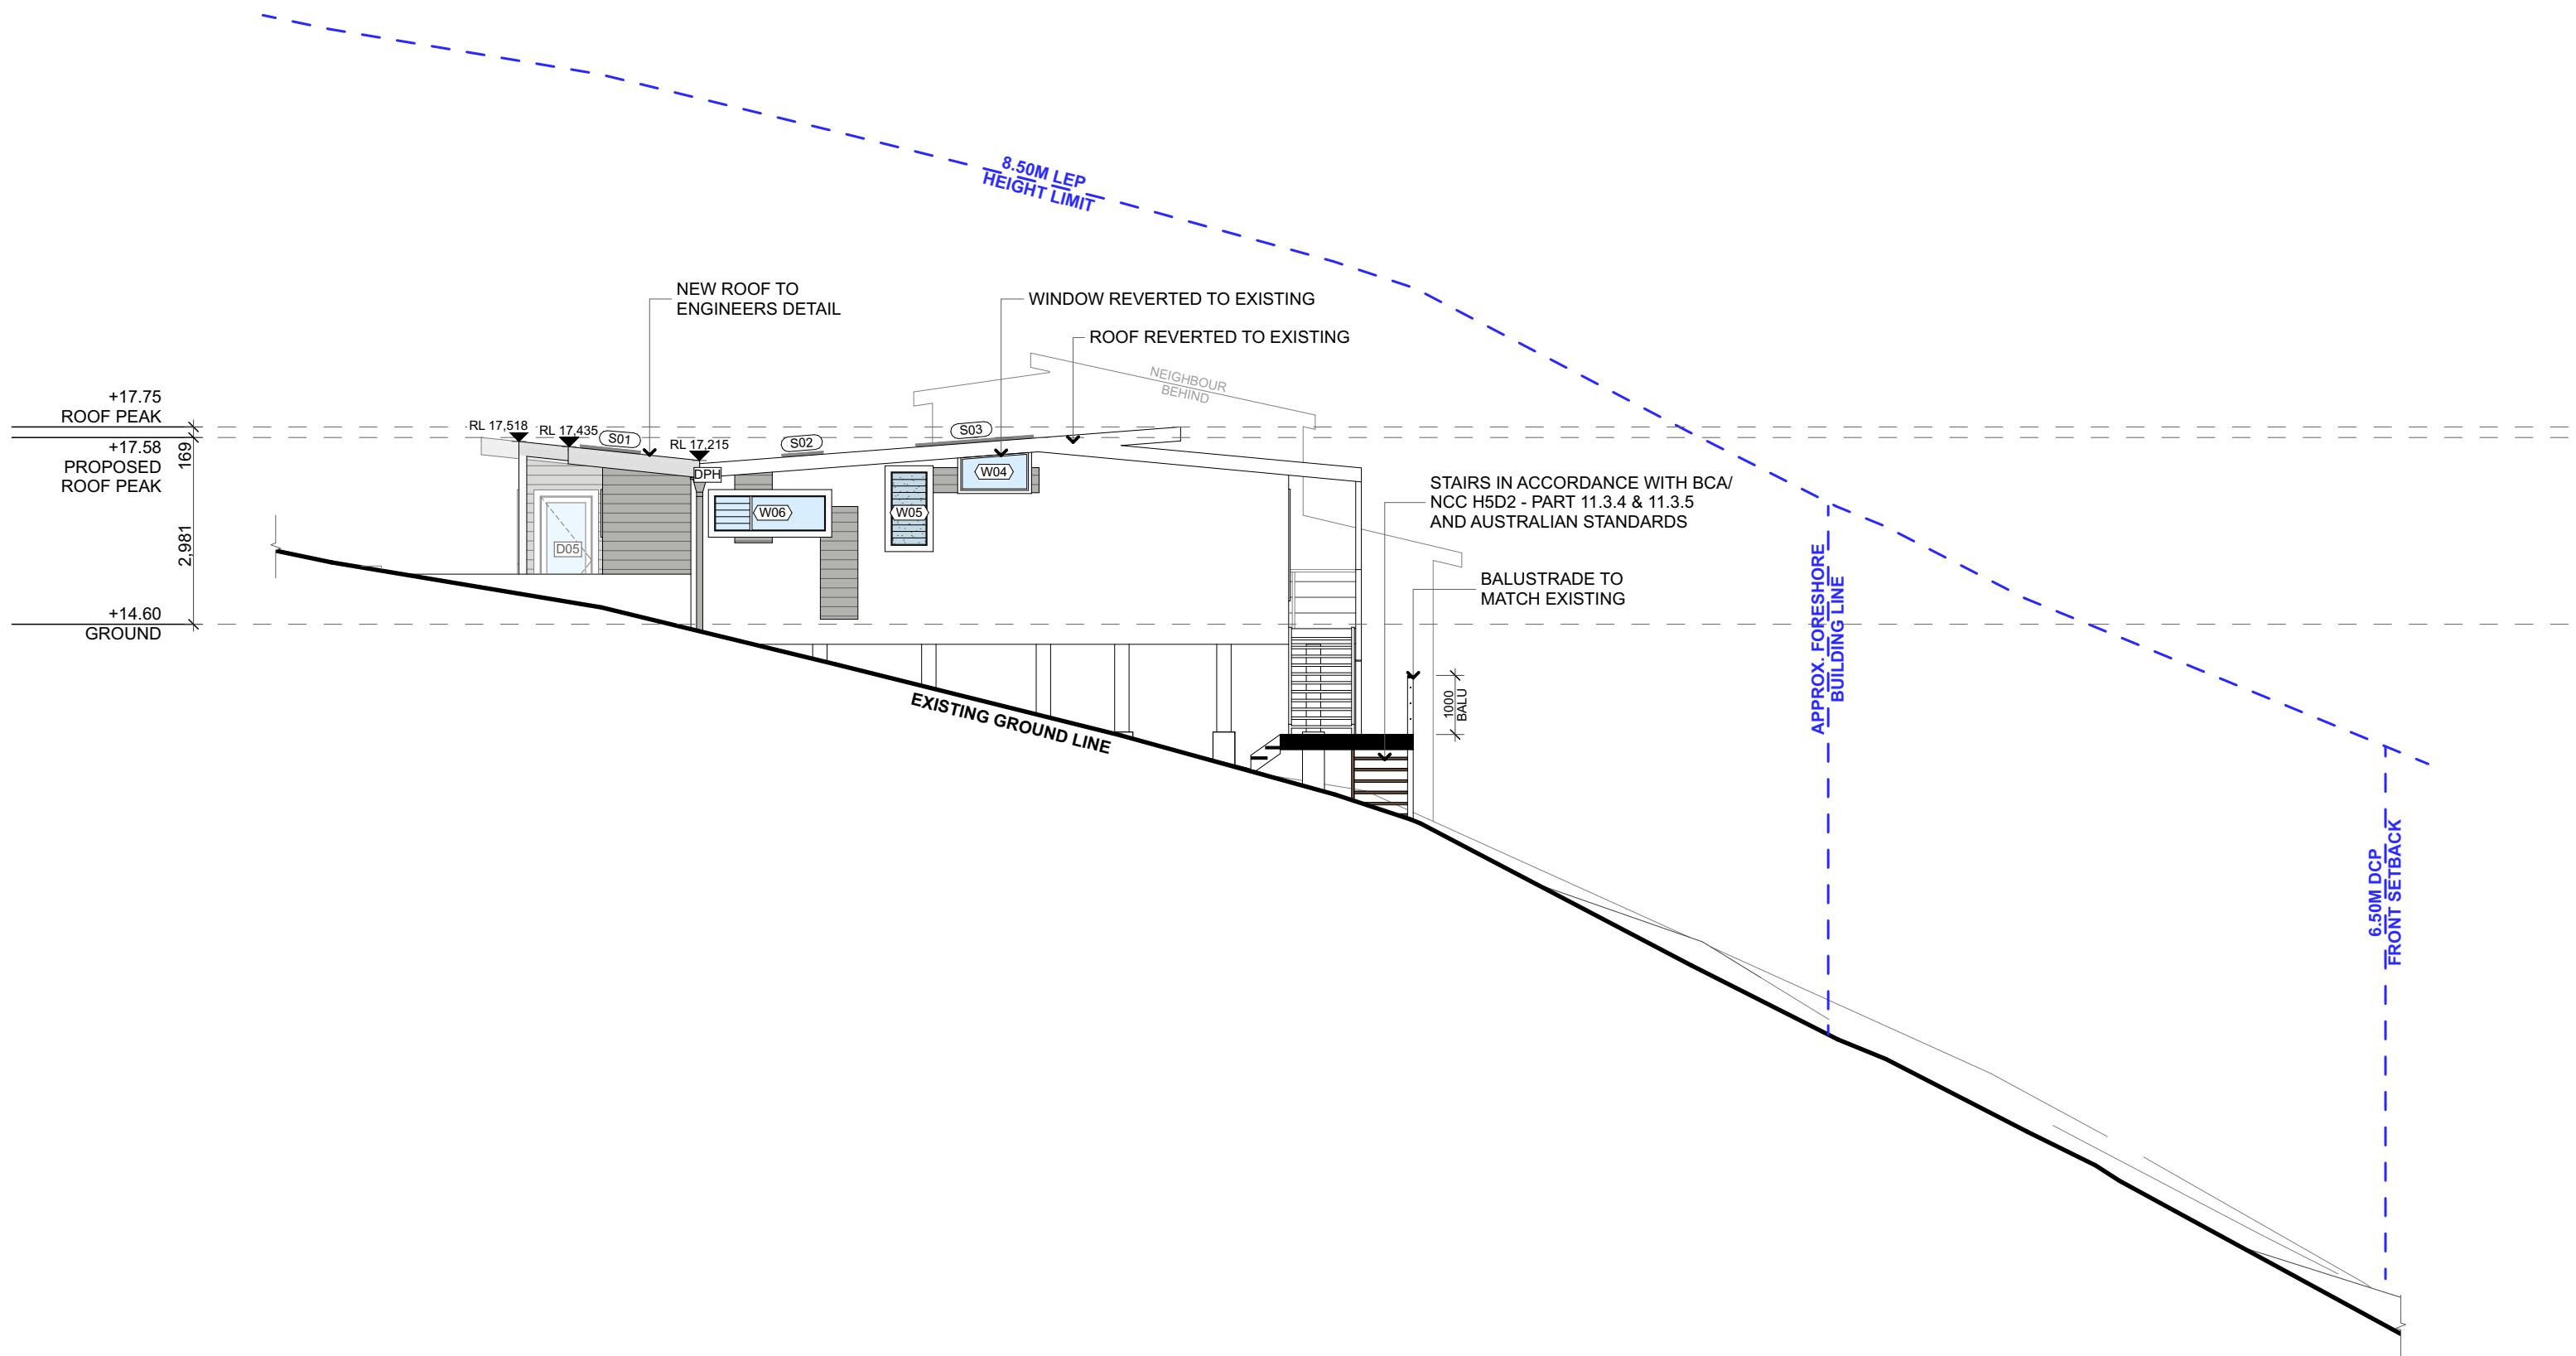 8.50M LEP
HEIGHT LIMIT
NEW ROOF TO
ENGINEERS DETAIL
WINDOW REVERTED TO EXISTING
ROOF REVERTED TO EXISTING
NEIGHBOUR
BEHIND
+17.75
ROOF PEAK
+17.58
PROPOSED
ROOF PEAK
169
2,981
+14.60
GROUND
RL 17,518
RL 17,435
S01
RL 17,215
S02
S03
DPH
W04
W05
W06
D05
STAIRS IN ACCORDANCE WITH BCA/
NCC H5D2 - PART 11.3.4 & 11.3.5
AND AUSTRALIAN STANDARDS
BALUSTRADE TO
MATCH EXISTING
1000
BALU
EXISTING GROUND LINE
APPROX. FORESHORE
BUILDING LINE
6.50M DCP
FRONT SETBACK